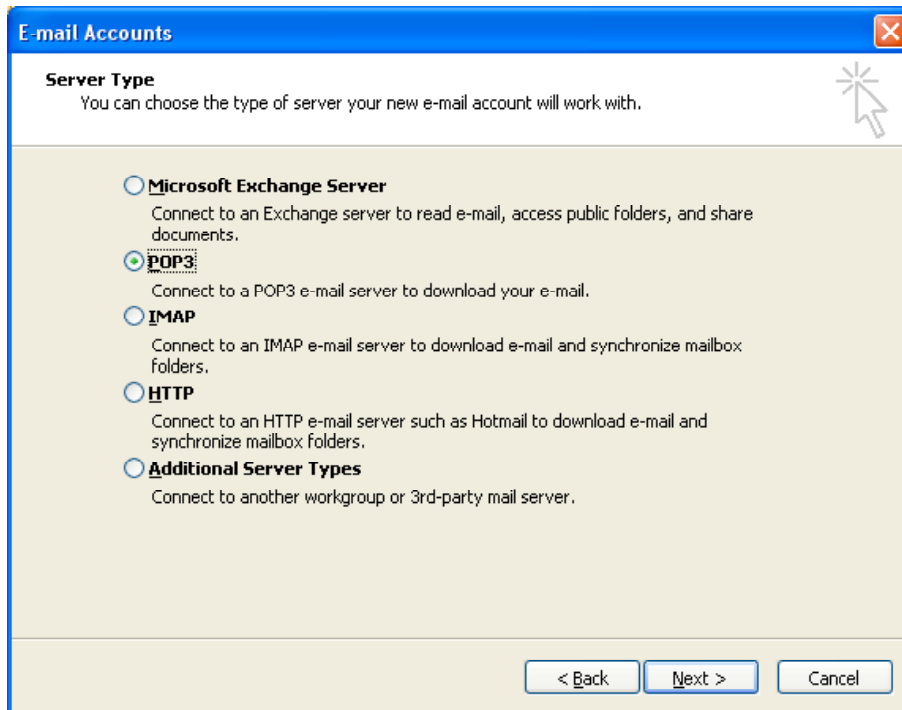 E-mail Accounts
Server Type
You can choose the type of server your new e-mail account will work with.
Microsoft Exchange Server
Connect to an Exchange server to read e-mail, access public folders, and share
documents.
POP3
Connect to a POP3 e-mail server to download your e-mail.
IMAP
Connect to an IMAP e-mail server to download e-mail and synchronize mailbox
folders.
HTTP
Connect to an HTTP e-mail server such as Hotmail to download e-mail and
synchronize mailbox folders.
Additional Server Types
Connect to another workgroup or 3rd-party mail server.
< Back Next > Cancel